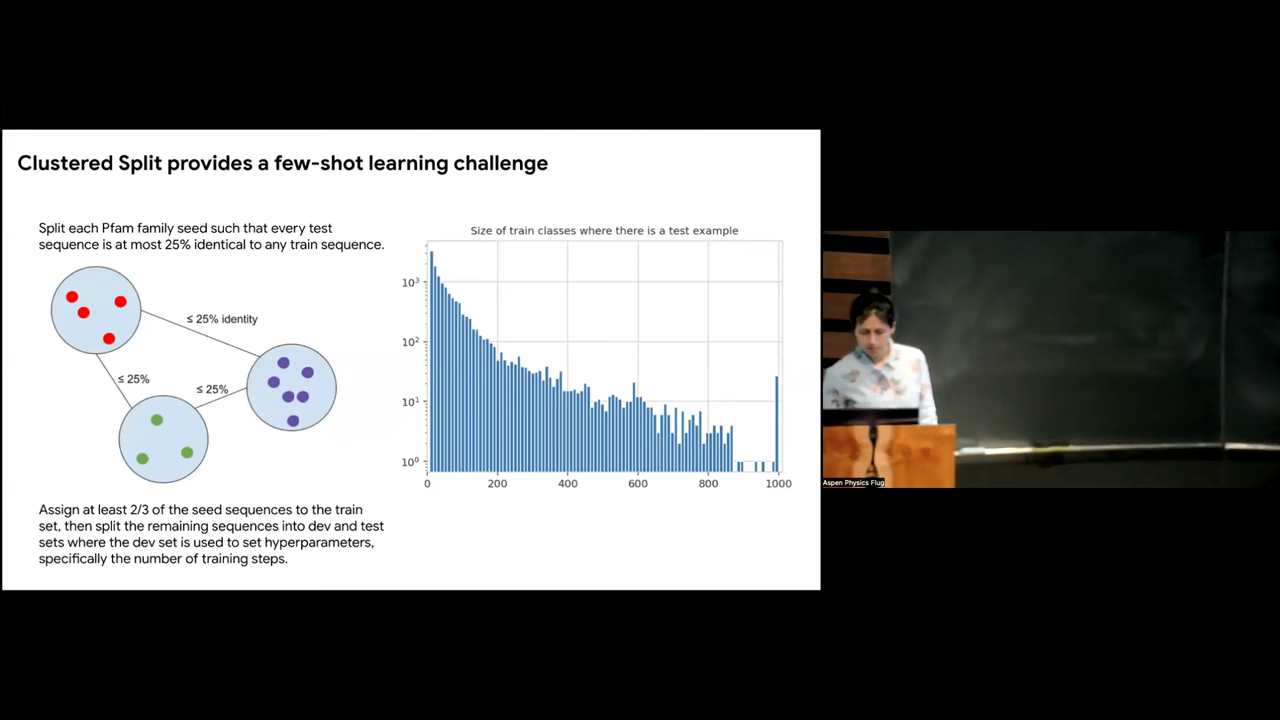 Clustered Split provides a few-shot learning challenge
Split each Pfam family seed such that every test
sequence is at most 25% identical to any train sequence.
≤ 25% identity
≤ 25%
≤ 25%
Assign at least 2/3 of the seed sequences to the train
set, then split the remaining sequences into dev and test
sets where the dev set is used to set hyperparameters,
specifically the number of training steps.
Size of train classes where there is a test example
10³
10²
10¹
10⁰
0 200 400 600 800 1000
Aspen Physics Flug